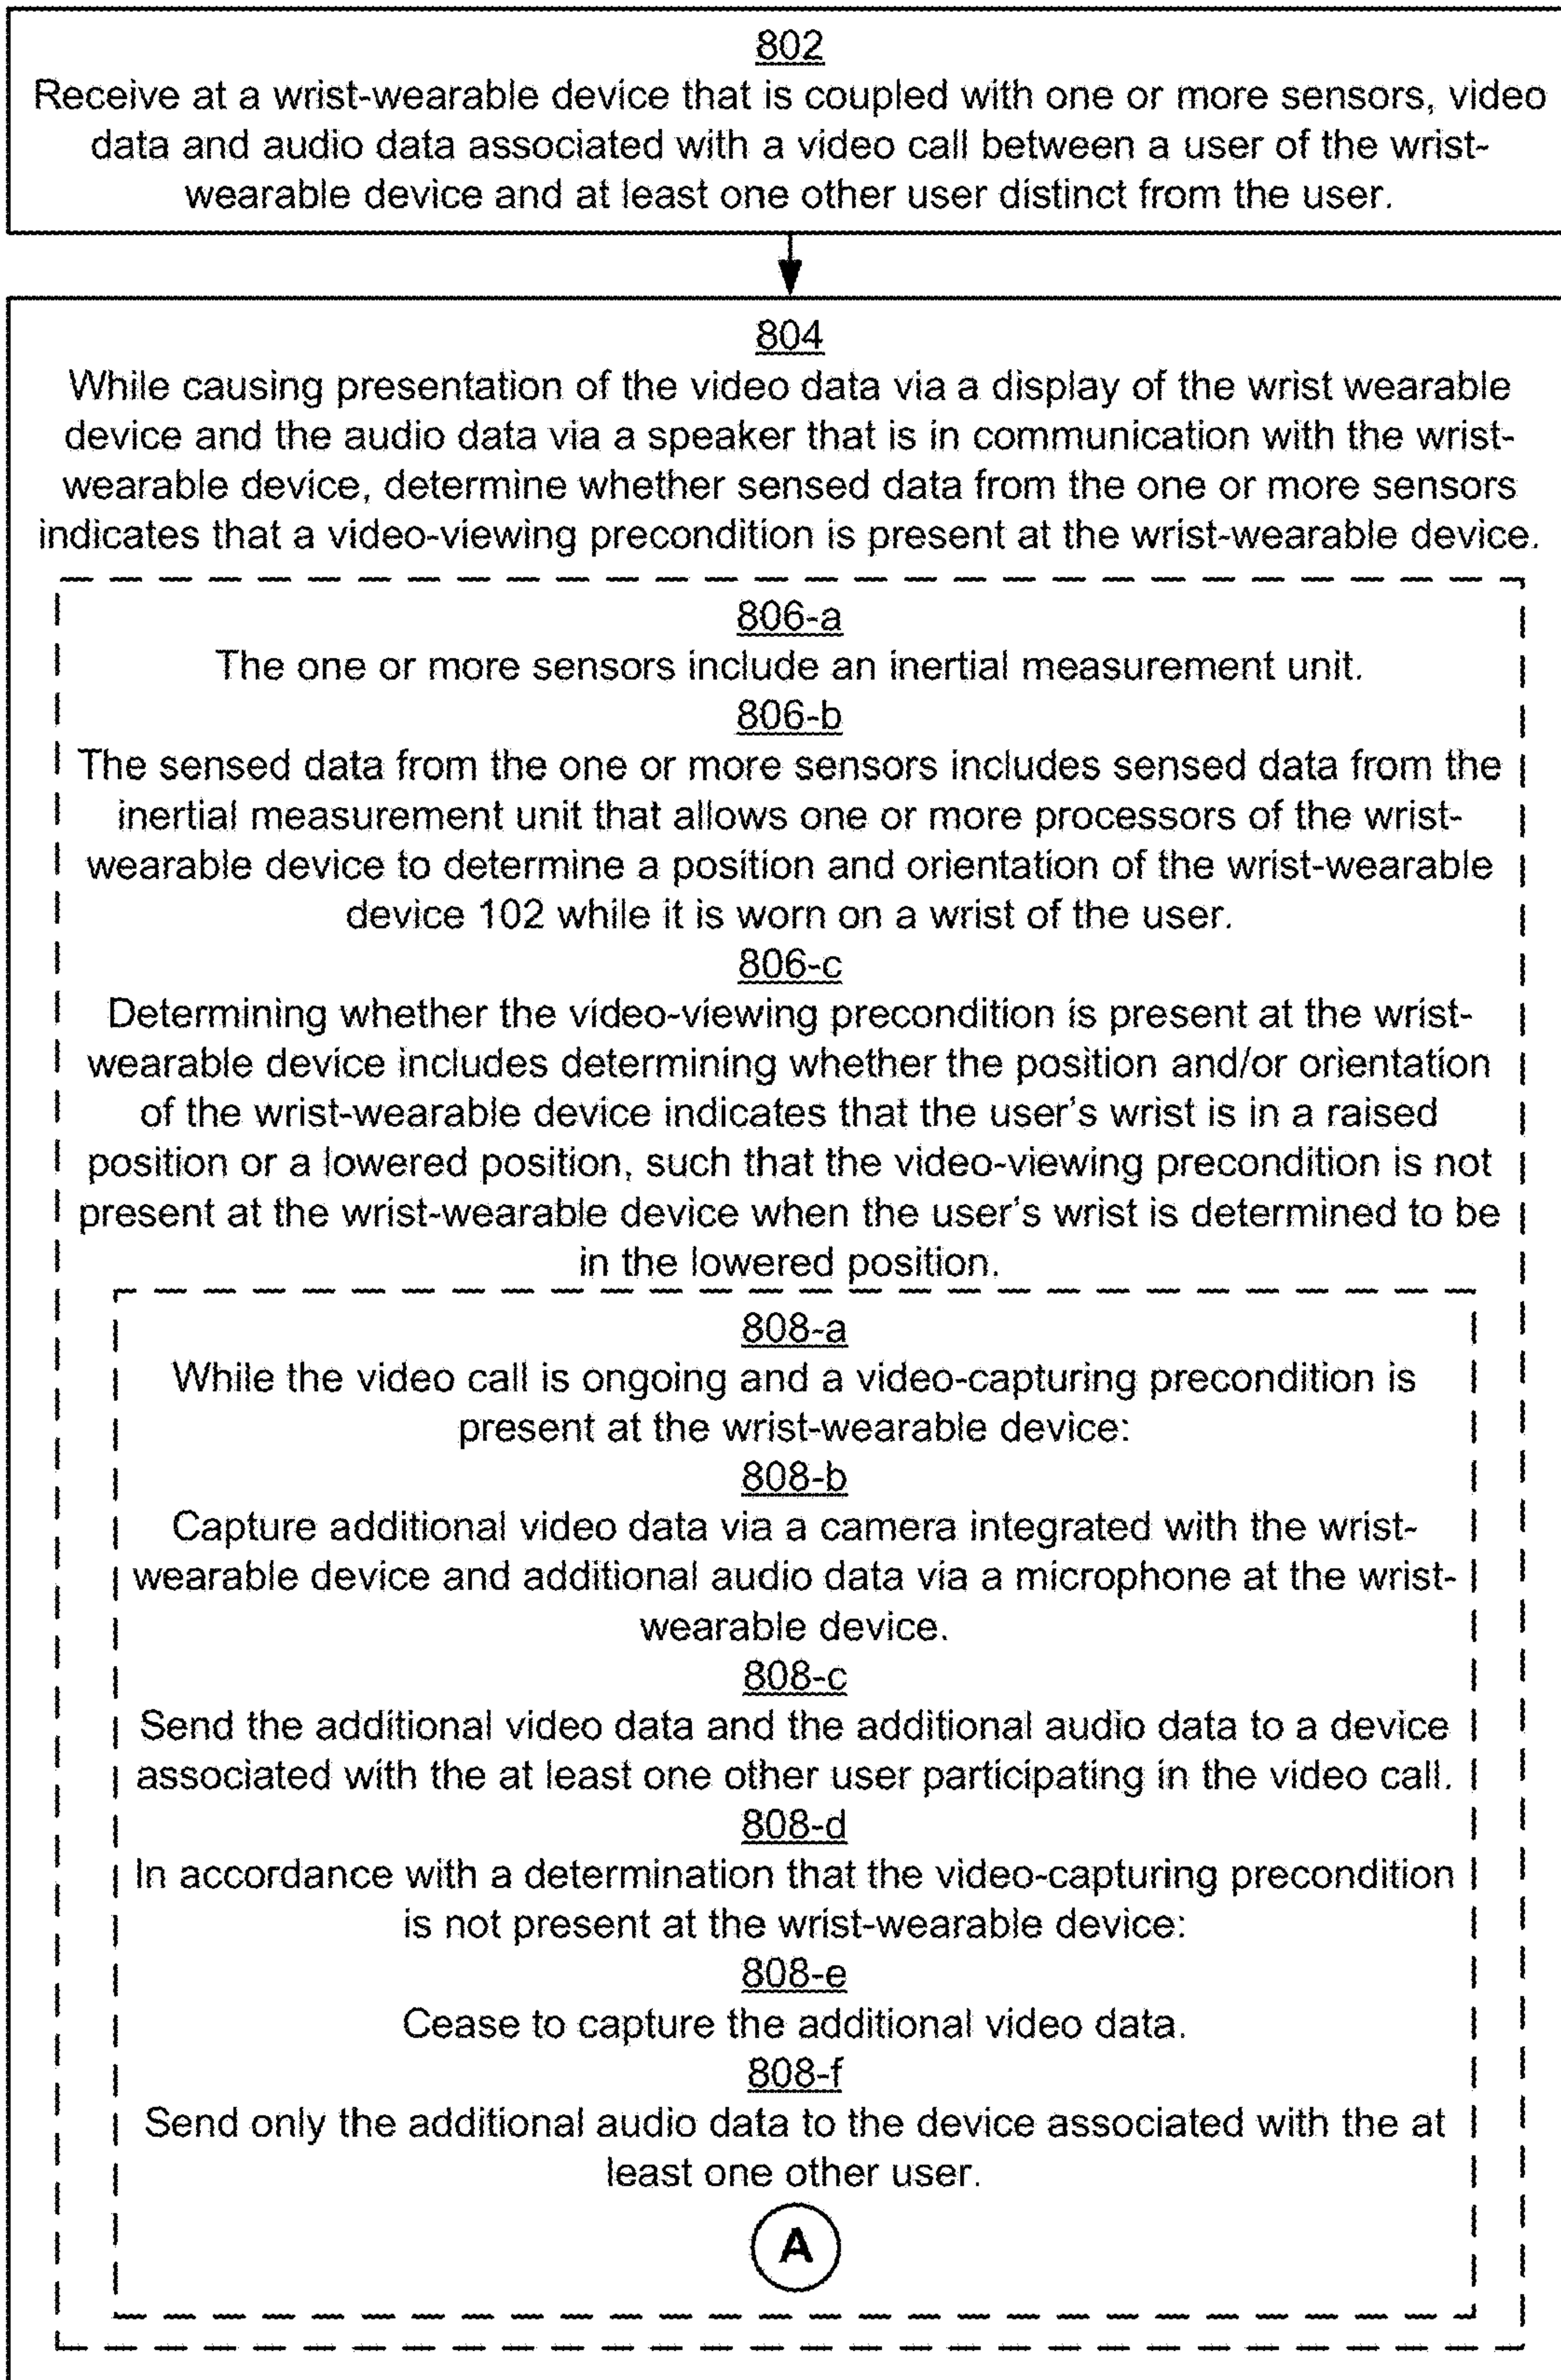 802
Receive at a wrist-wearable device that is coupled with one or more sensors, video
data and audio data associated with a video call between a user of the wrist-
wearable device and at least one other user distinct from the user.
804
While causing presentation of the video data via a display of the wrist wearable
device and the audio data via a speaker that is in communication with the wrist-
wearable device, determine whether sensed data from the one or more sensors
indicates that a video-viewing precondition is present at the wrist-wearable device.
806-a
The one or more sensors include an inertial measurement unit.
806-b
The sensed data from the one or more sensors includes sensed data from the
inertial measurement unit that allows one or more processors of the wrist-
wearable device to determine a position and orientation of the wrist-wearable
device 102 while it is worn on a wrist of the user.
806-c
Determining whether the video-viewing precondition is present at the wrist-
wearable device includes determining whether the position and/or orientation
of the wrist-wearable device indicates that the user's wrist is in a raised
position or a lowered position, such that the video-viewing precondition is not
present at the wrist-wearable device when the user's wrist is determined to be
in the lowered position.
808-a
While the video call is ongoing and a video-capturing precondition is
present at the wrist-wearable device:
808-b
Capture additional video data via a camera integrated with the wrist-
wearable device and additional audio data via a microphone at the wrist-
wearable device.
808-c
Send the additional video data and the additional audio data to a device
associated with the at least one other user participating in the video call.
808-d
In accordance with a determination that the video-capturing precondition
is not present at the wrist-wearable device:
808-e
Cease to capture the additional video data.
808-f
Send only the additional audio data to the device associated with the at
least one other user.
A